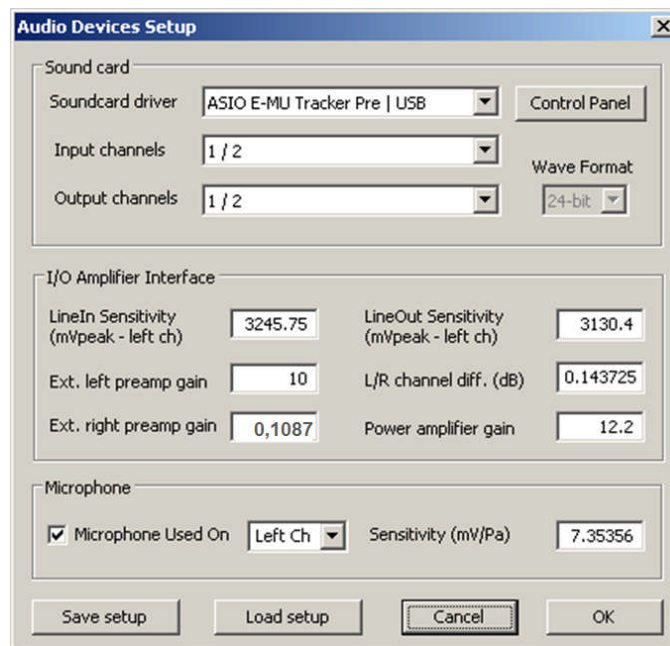 Audio Devices Setup
Sound card
Soundcard driver ASIO E-MU Tracker Pre | USB Control Panel
Input channels 1 / 2
Wave Format
Output channels 1 / 2 24-bit
I/O Amplifier Interface
LineIn Sensitivity
(mVpeak - left ch) 3245.75
LineOut Sensitivity
(mVpeak - left ch) 3130.4
Ext. left preamp gain 10 L/R channel diff. (dB) 0.143725
Ext. right preamp gain 0,1087 Power amplifier gain 12.2
Microphone
Microphone Used On Left Ch Sensitivity (mV/Pa) 7.35356
Save setup Load setup Cancel OK